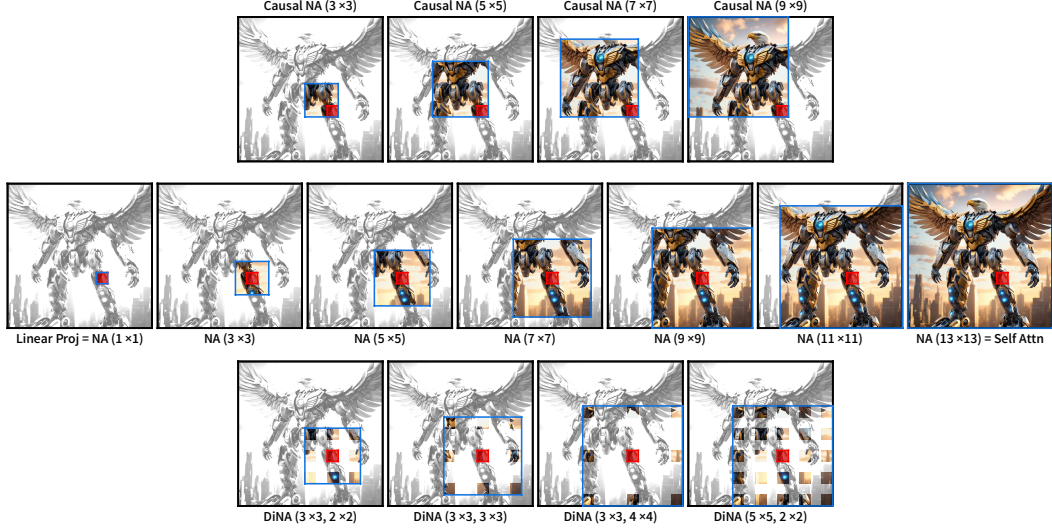 Causal NA (3 ×3)
Causal NA (5 ×5)
Causal NA (7 ×7)
Causal NA (9 ×9)
Linear Proj = NA (1 ×1)
NA (3 ×3)
NA (5 ×5)
NA (7 ×7)
NA (9 ×9)
NA (11 ×11)
NA (13 ×13) = Self Attn
DiNA (3 ×3, 2 ×2)
DiNA (3 ×3, 3 ×3)
DiNA (3 ×3, 4 ×4)
DiNA (5 ×5, 2 ×2)